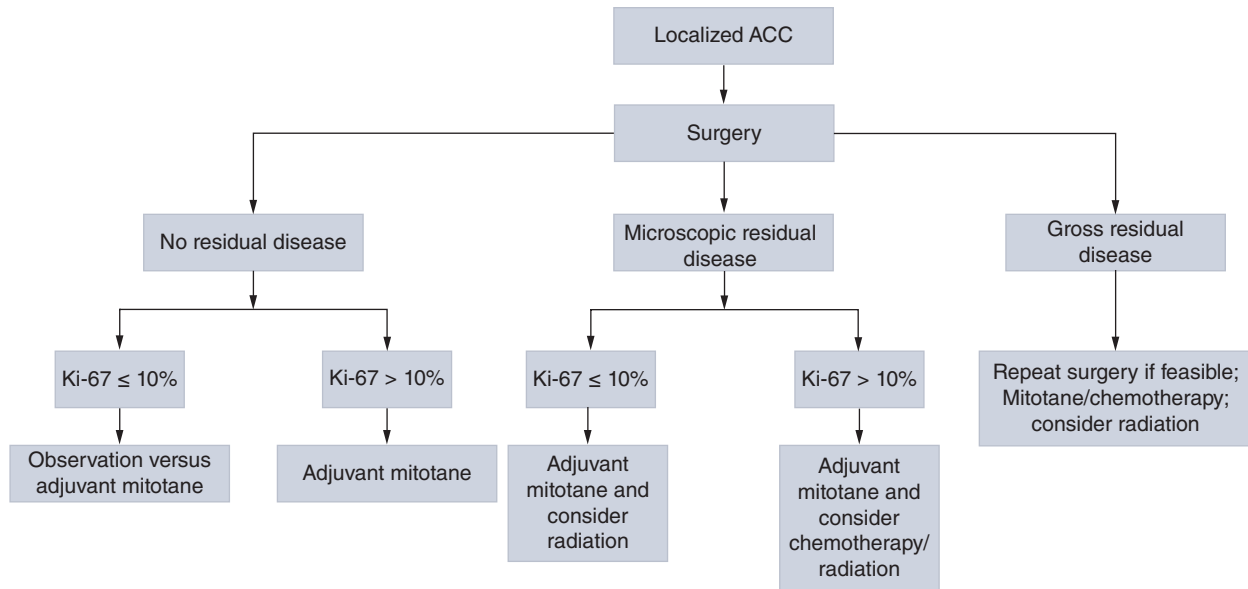 Localized ACC
Surgery
No residual disease
Microscopic residual
disease
Gross residual
disease
Ki-67 ≤ 10%
Ki-67 > 10%
Ki-67 ≤ 10%
Ki-67 > 10%
Repeat surgery if feasible;
Mitotane/chemotherapy;
consider radiation
Observation versus
adjuvant mitotane
Adjuvant mitotane
Adjuvant
mitotane and
consider
radiation
Adjuvant
mitotane and
consider
chemotherapy/
radiation